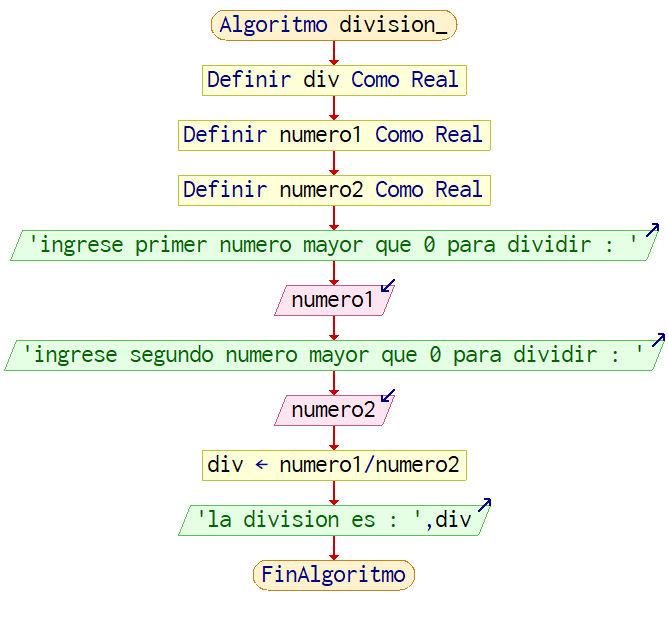 Algoritmo division_
Definir div Como Real
Definir numero1 Como Real
Definir numero2 Como Real
'ingrese primer numero mayor que 0 para dividir : '
numero1
'ingrese segundo numero mayor que 0 para dividir : '
numero2
div ← numero1/numero2
'la division es : ',div
FinAlgoritmo